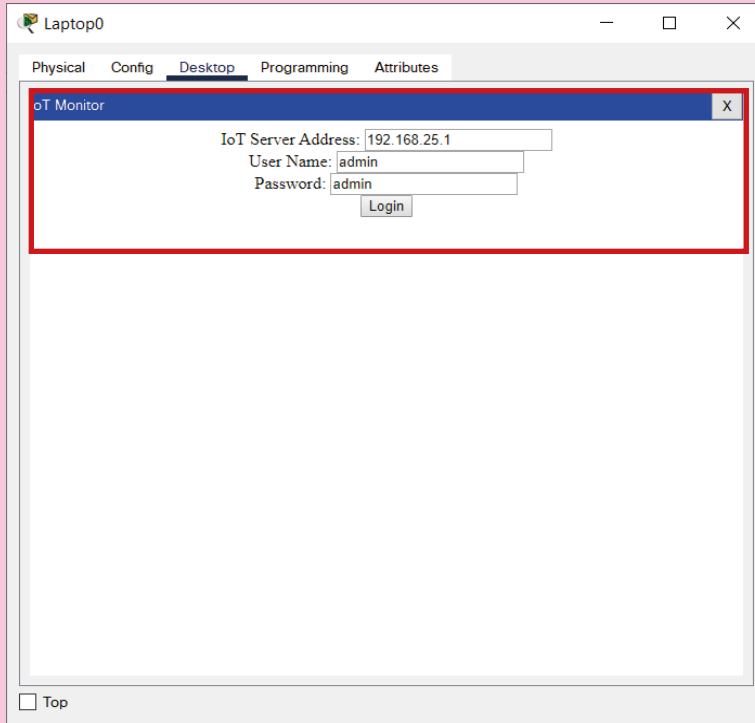 Laptop0
Physical Config Desktop Programming Attributes
oT Monitor
X
IoT Server Address: 192.168.25.1
User Name: admin
Password: admin
Login
Top